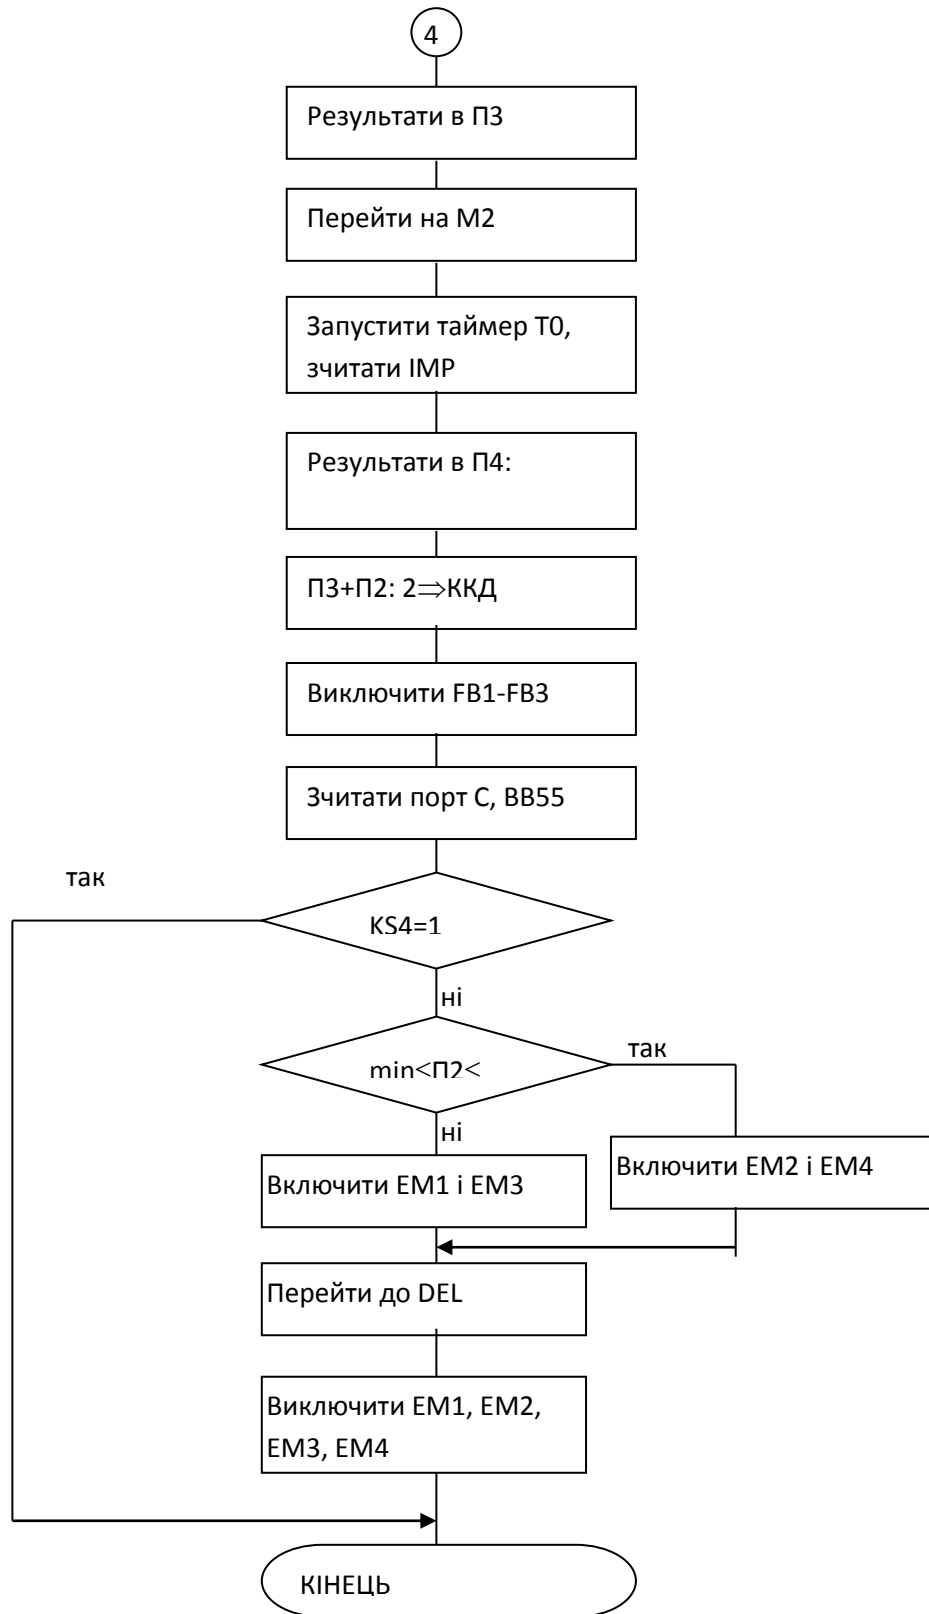 4
Результати в П3
Перейти на М2
Запустити таймер Т0,
зчитати IMP
Результати в П4:
П3+П2: 2⇒ККД
Виключити FB1-FB3
Зчитати порт С, ВВ55
так
KS4=1
ні
min<П2<
так
ні
Включити ЕМ1 і ЕМ3
Включити ЕМ2 і ЕМ4
Перейти до DEL
Виключити ЕМ1, ЕМ2,
ЕМ3, ЕМ4
КІНЕЦЬ